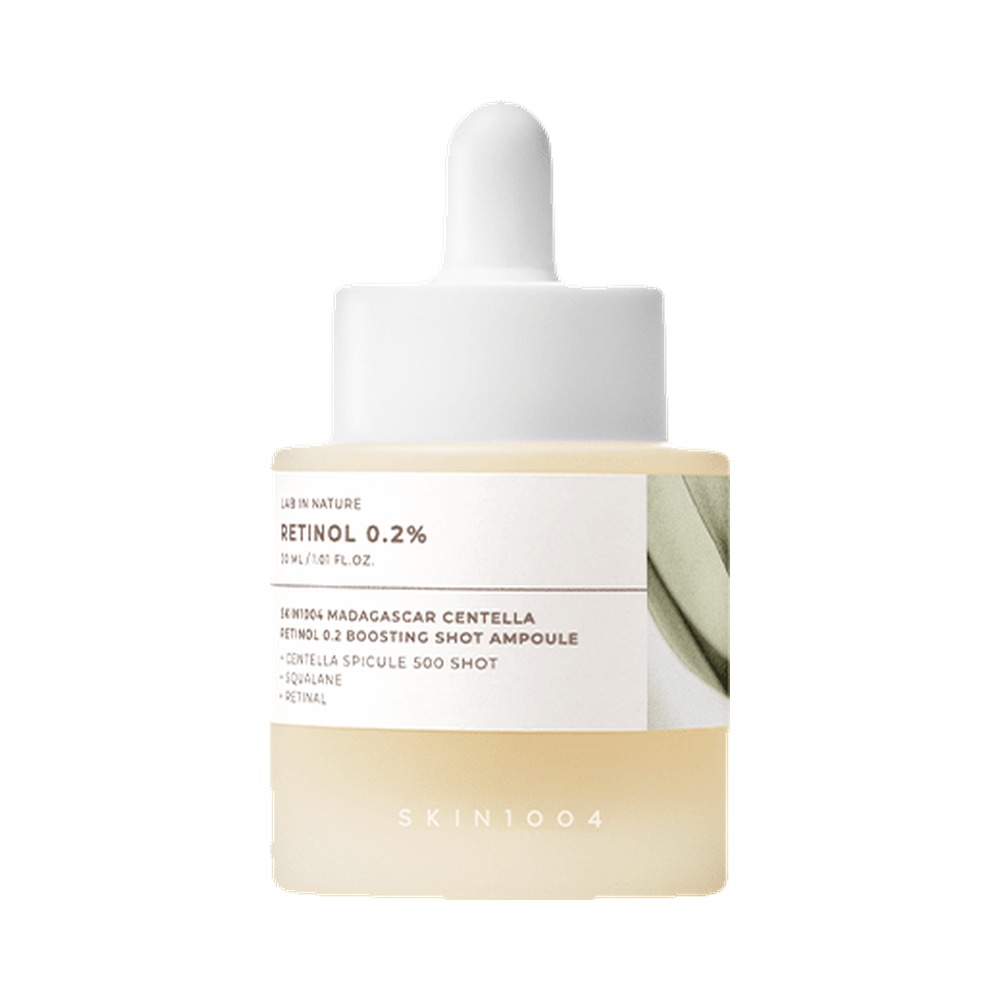 LAB IN NATURE
RETINOL 0.2%
30 ML / 1.01 FL.OZ.
SKIN1004 MADAGASCAR CENTELLA
RETINOL 0.2 BOOSTING SHOT AMPOULE
• CENTELLA SPICULE 500 SHOT
• SQUALANE
• RETINAL
SKIN1004